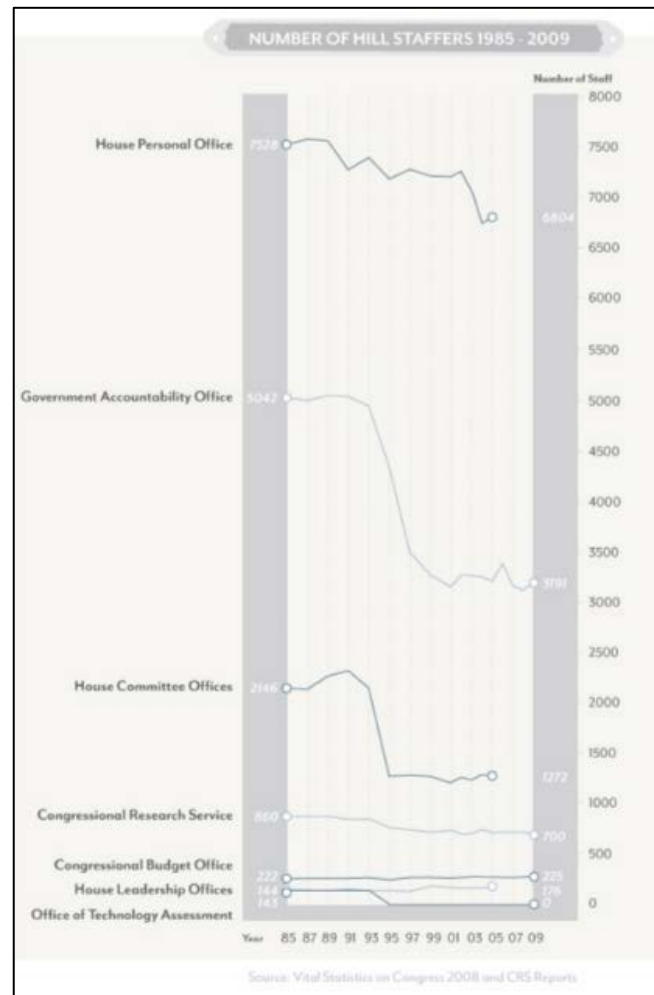 NUMBER OF HILL STAFFERS 1985 - 2009
Number of Staff
8000
House Personal Office 7528
7500
7000
6804
6500
6000
5500
Government Accountability Office 5042
5000
4500
4000
3500
3191
3000
2500
House Committee Offices 2146
2000
1500
1272
1000
Congressional Research Service 860
700
500
Congressional Budget Office
222 225
House Leadership Offices 144 176
143 0 0
Office of Technology Assessment
Year 85 87 89 91 93 95 97 99 01 03 05 07 09
Source: Vital Statistics on Congress 2008 and CRS Reports